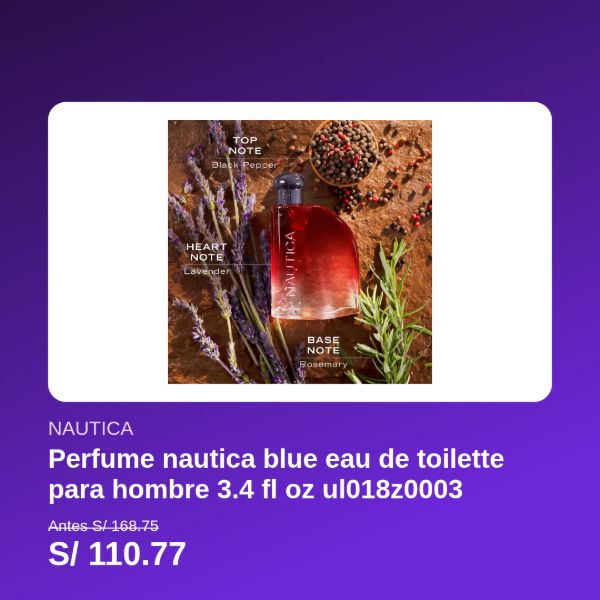 TOP
NOTE
Black Pepper
HEART
NOTE
Lavender
NAUTICA
BASE
NOTE
Rosemary
NAUTICA
Perfume nautica blue eau de toilette
para hombre 3.4 fl oz ul018z0003
Antes S/ 168.75
S/ 110.77